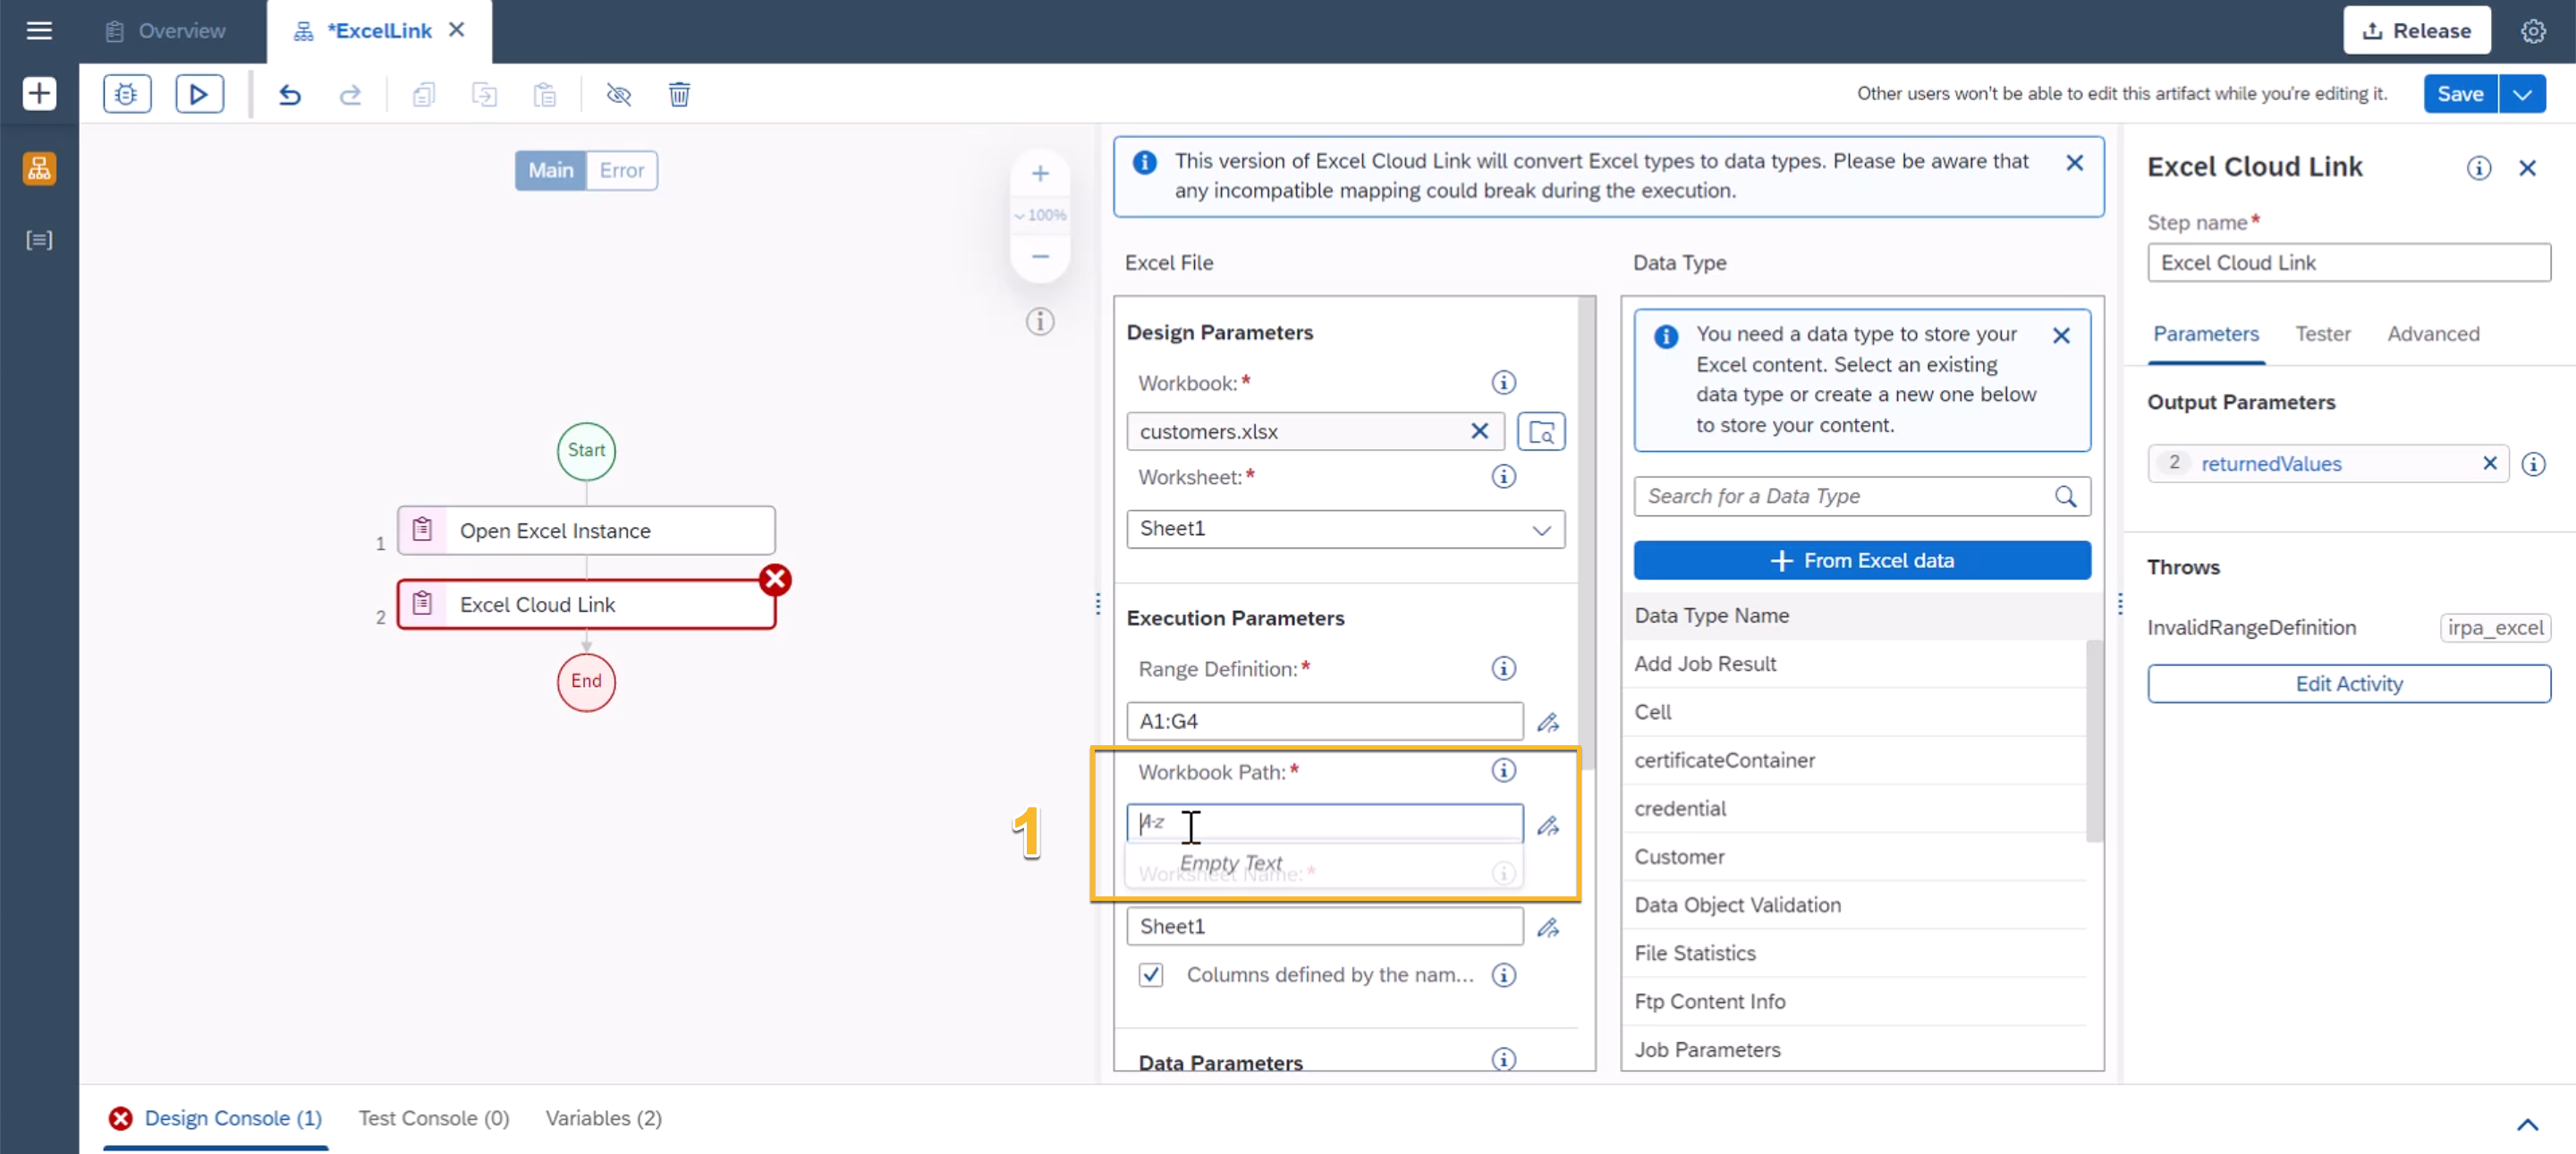 Overview
*ExcelLink
Release
Other users won't be able to edit this artifact while you're editing it.
Save
Main
Error
100%
Start
1
Open Excel Instance
2
Excel Cloud Link
End
This version of Excel Cloud Link will convert Excel types to data types. Please be aware that
any incompatible mapping could break during the execution.
Excel File
Design Parameters
Workbook:*
customers.xlsx
Worksheet:*
Sheet1
Execution Parameters
Range Definition:*
A1:G4
1
Workbook Path:*
A-z
Empty Text
Worksheet Name:*
Sheet1
Columns defined by the nam...
Data Parameters
Data Type
You need a data type to store your
Excel content. Select an existing
data type or create a new one below
to store your content.
Search for a Data Type
From Excel data
Data Type Name
Add Job Result
Cell
certificateContainer
credential
Customer
Data Object Validation
File Statistics
Ftp Content Info
Job Parameters
Excel Cloud Link
Step name*
Excel Cloud Link
Parameters
Tester
Advanced
Output Parameters
2 returnedValues
Throws
InvalidRangeDefinition
irpa_excel
Edit Activity
Design Console (1)
Test Console (0)
Variables (2)